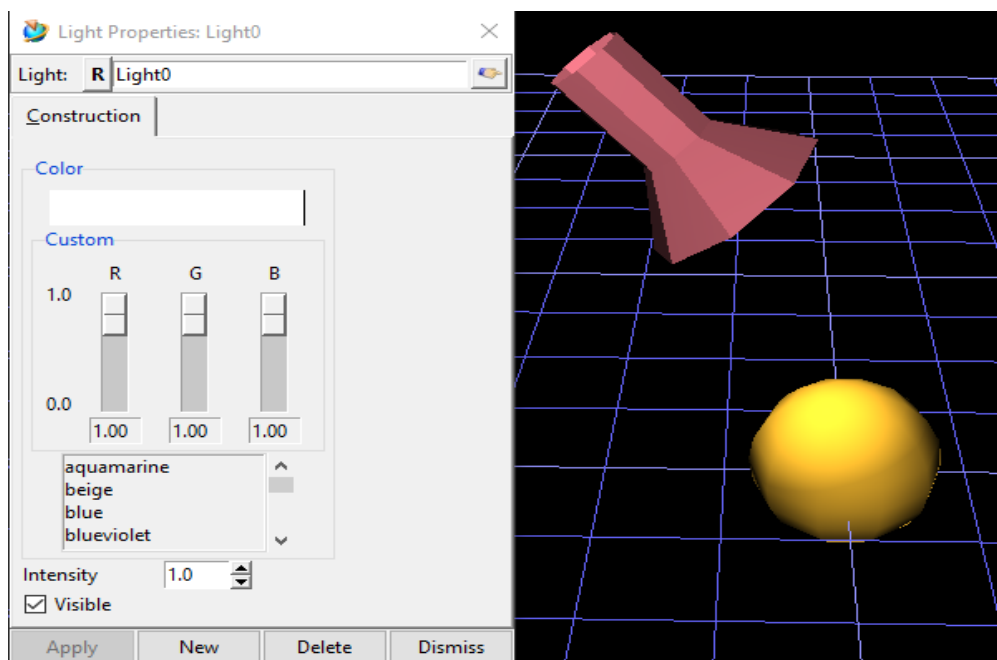 Light Properties: Light0
Light: R Light0
Construction
Color
Custom
R G B
1.0
0.0
1.00 1.00 1.00
aquamarine
beige
blue
blueviolet
Intensity 1.0
Visible
Apply New Delete Dismiss